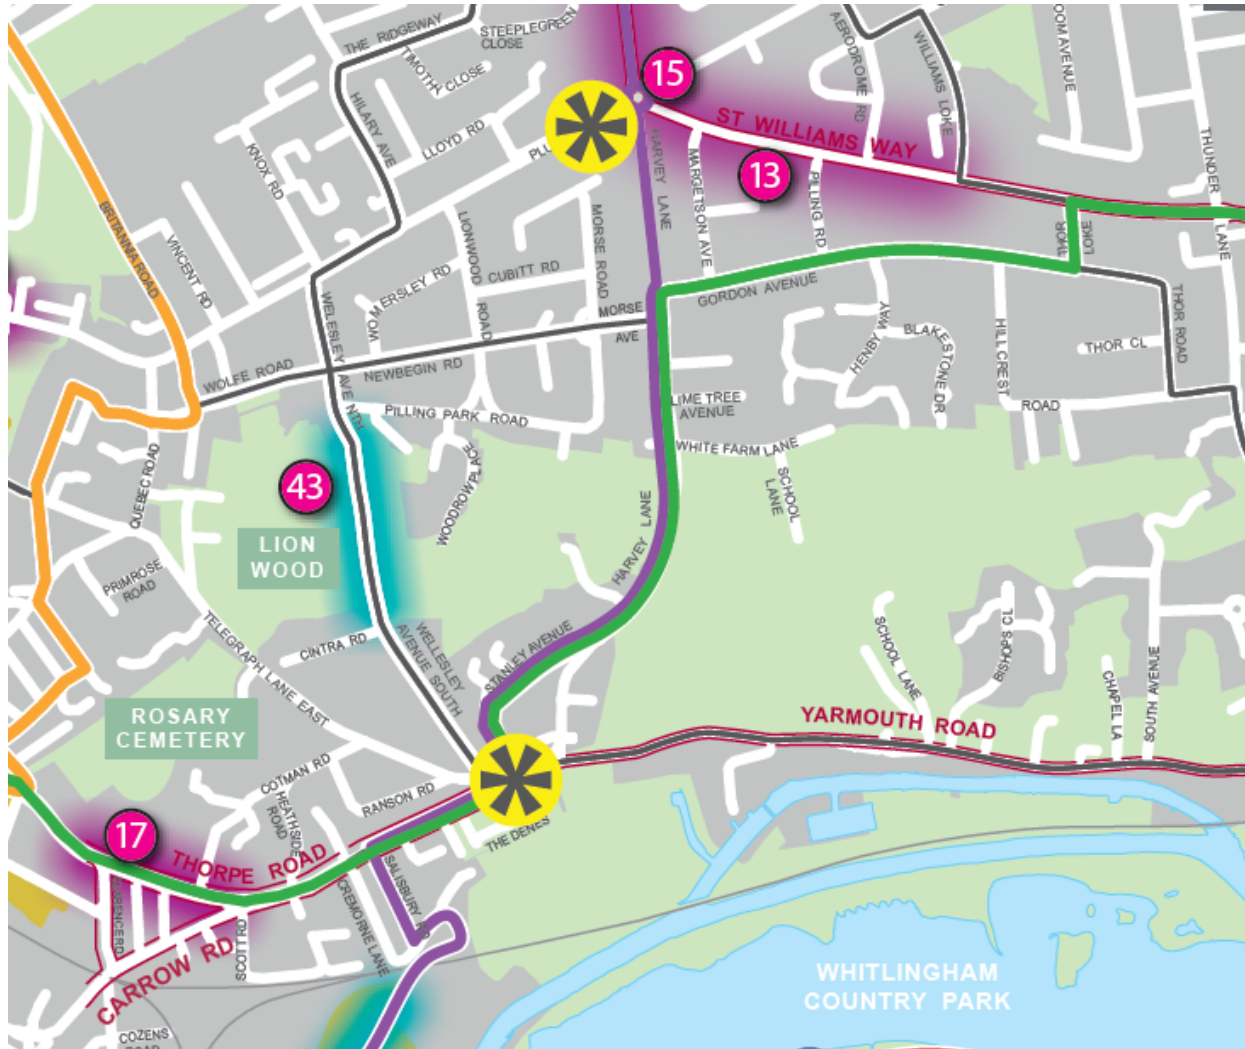 THE RIDGEWAY
STEEPLEGREEN
CLOSE
TIMOTHY CLOSE
HILARY AVE
LLOYD RD
KNOX RD
15
ST WILLIAMS WAY
AERODROME RD
WILLIAMS LOKE
THUNDER
LANE
HARVEY LANE
MARGETSON AVE
13
PILLING RD
BRITANNIA ROAD
VINCENT RD
LIONWOOD
ROAD
MORSE ROAD
CUBITT RD
MERSLEY RD
THOR
LOKE
GORDON AVENUE
MORSE
AVE
WELESLEY AVE NTH
WOLFE ROAD
NEWBEGIN RD
HENBY WAY
BLAKESTONE DR
HILL CREST
ROAD
THOR CL
THOR ROAD
PILLING PARK ROAD
LIME TREE
AVENUE
WHITE FARM LANE
SCHOOL
LANE
WOODROW PLACE
QUEBEC ROAD
43
LION
WOOD
HARVEY LANE
PRIMROSE
ROAD
TELEGRAPH LANE EAST
CINTRA RD
WELLESLEY
AVENUE SOUTH
STANLEY AVENUE
SCHOOL LANE
BISHOPS CL
CHAPEL LA
SOUTH AVENUE
ROSARY
CEMETERY
YARMOUTH ROAD
COTMAN RD
HEATHSIDE
ROAD
RANSON RD
THE DENES
17
THORPE ROAD
CLARENCE RD
SALISBURY RD
CREMORNE LANE
SCOTT RD
CARROW RD
WHITLINGHAM
COUNTRY PARK
COZENS